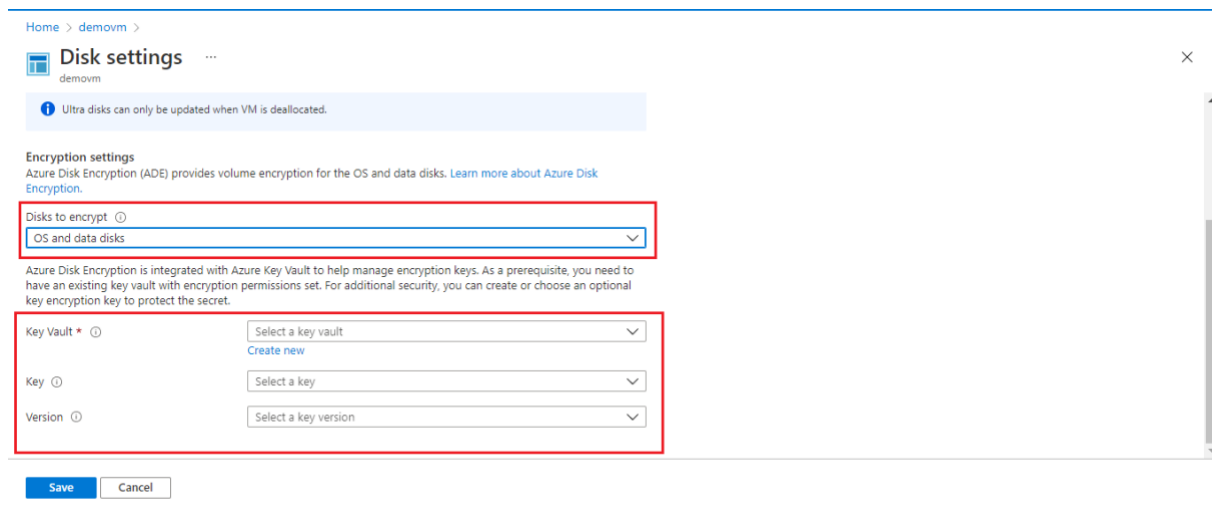 Home > demovm >
Disk settings ...
demovm
Ultra disks can only be updated when VM is deallocated.
Encryption settings
Azure Disk Encryption (ADE) provides volume encryption for the OS and data disks. Learn more about Azure Disk
Encryption.
Disks to encrypt
OS and data disks
Azure Disk Encryption is integrated with Azure Key Vault to help manage encryption keys. As a prerequisite, you need to
have an existing key vault with encryption permissions set. For additional security, you can create or choose an optional
key encryption key to protect the secret.
Key Vault * Select a key vault
Create new
Key Select a key
Version Select a key version
Save Cancel